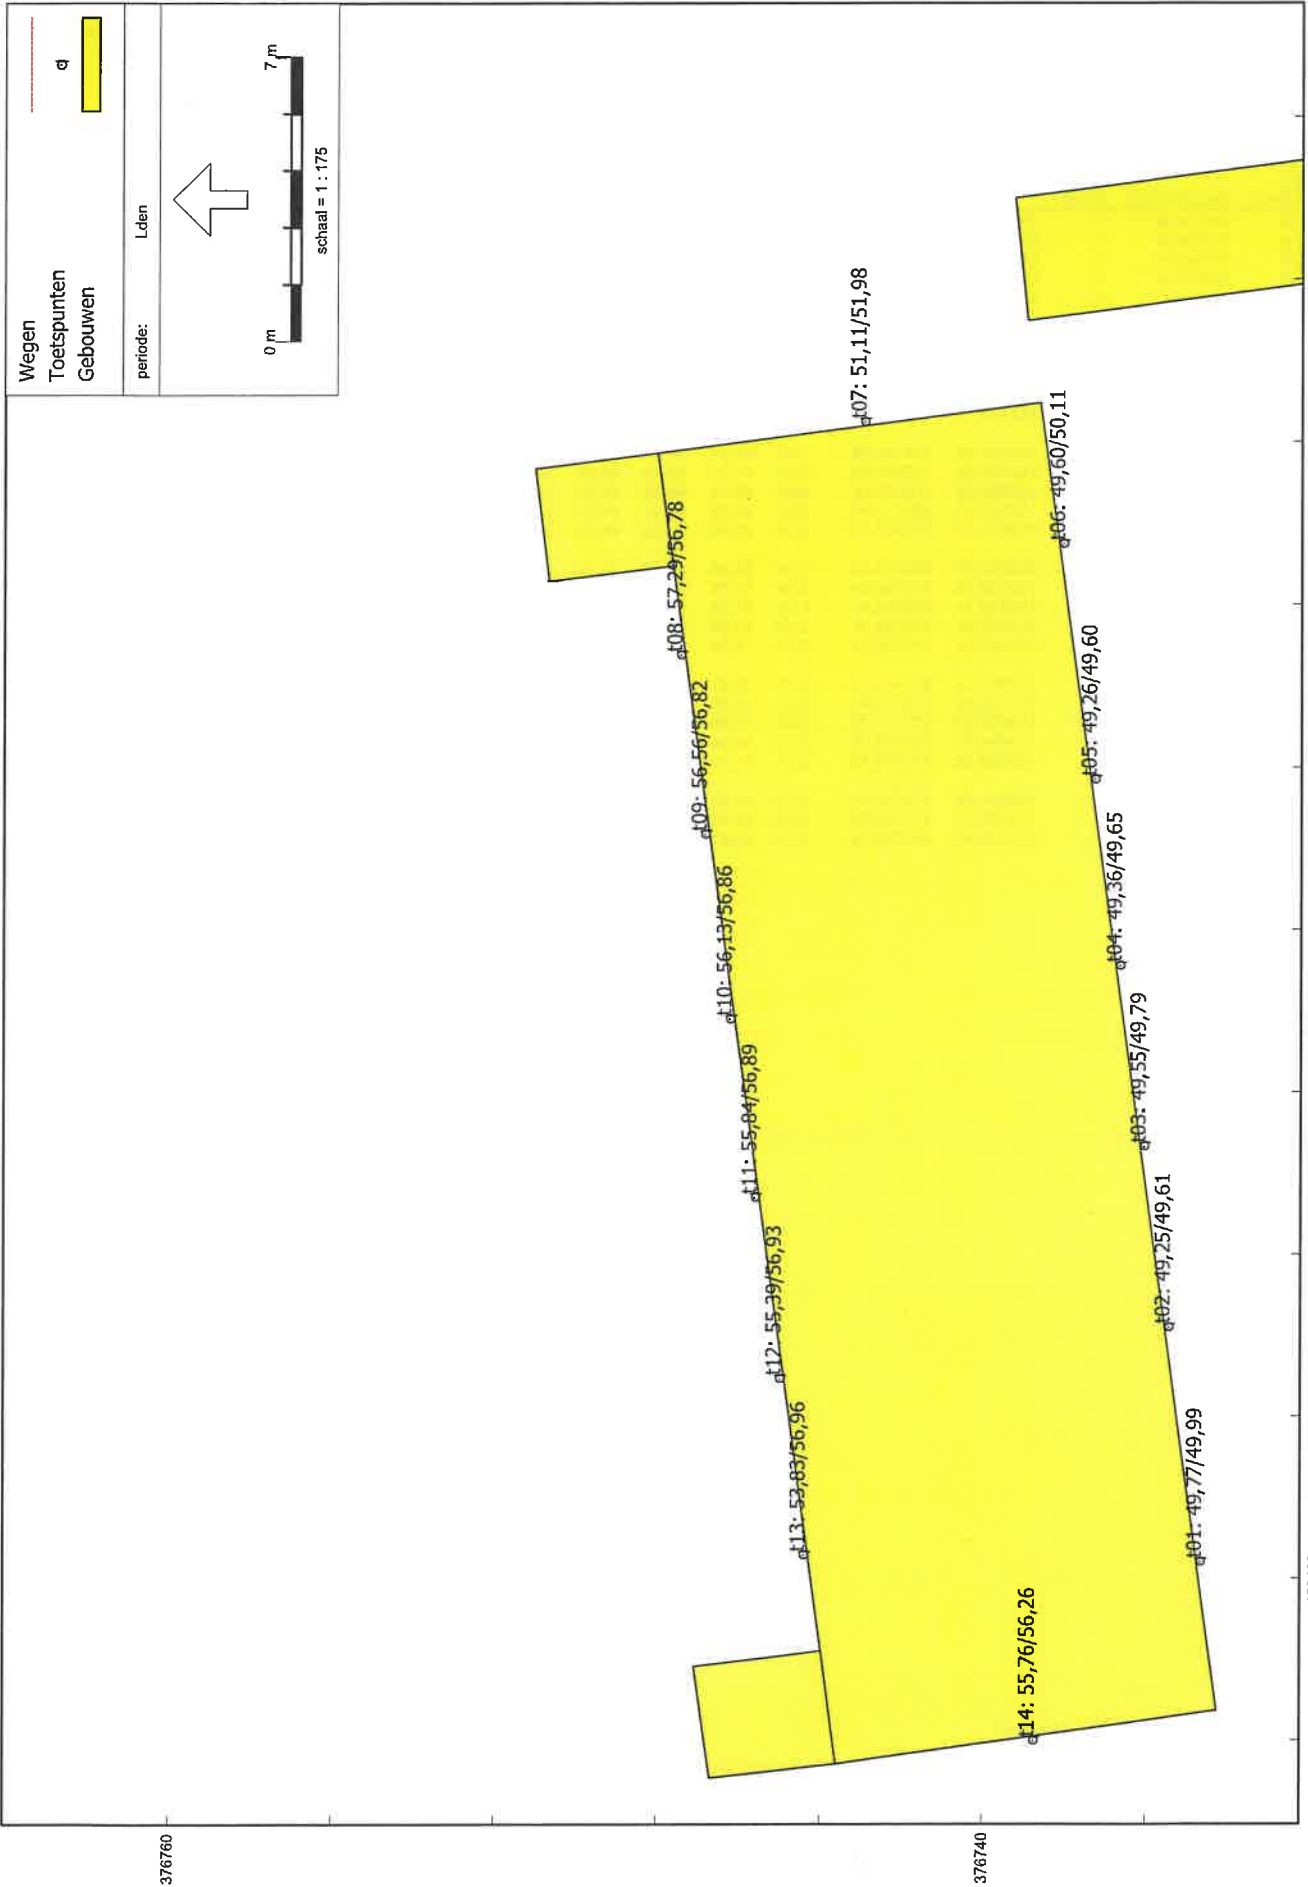 Wegen
Toetspunten
Gebouwen
periode: Lden
0 m 7 m
schaal = 1 : 175
t08: 57,29/56,78
t09: 56,56/56,82
t10: 56,13/56,86
t11: 55,84/56,89
t12: 55,39/56,93
t13: 53,83/56,96
t14: 55,76/56,26
t07: 51,11/51,98
t06: 49,60/50,11
t05: 49,26/49,60
t04: 49,36/49,65
t03: 49,55/49,79
t02: 49,25/49,61
t01: 49,77/49,99
376760
376740